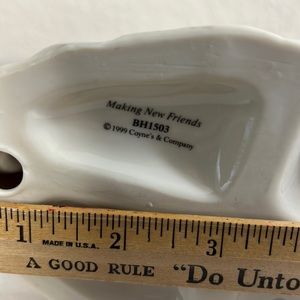 Making New Friends
BH1503
© 1999 Coyne's & Company
1 2 3
MADE IN U.S.A.
A GOOD RULE "Do Unto